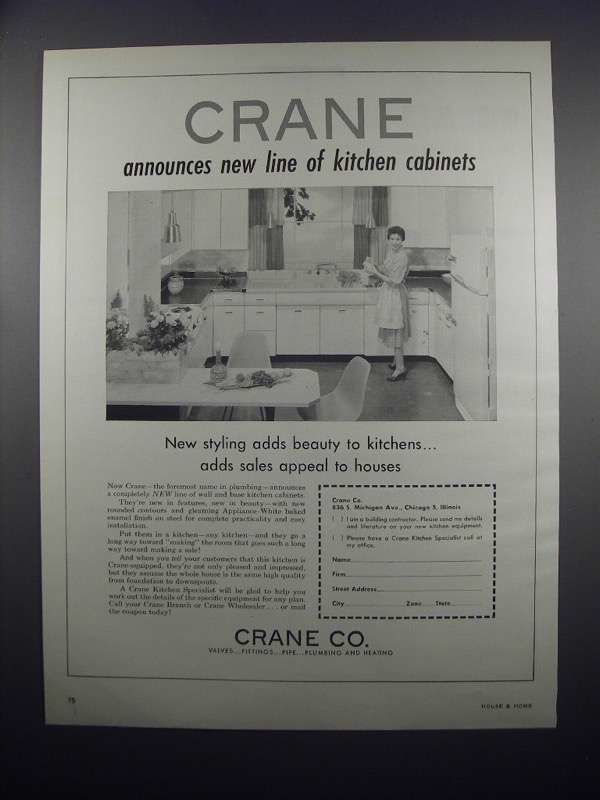 CRANE
announces new line of kitchen cabinets
New styling adds beauty to kitchens...
adds sales appeal to houses
Now Crane—the foremost name in plumbing—announces
a completely NEW line of wall and base kitchen cabinets.
They're new in features, new in beauty—with new
rounded contours and gleaming Appliance-White baked
enamel finish on steel for complete practicality and easy
installation.
Put them in a kitchen—any kitchen—and they go a
long way toward "making" the room that goes such a long
way toward making a sale!
And when you tell your customers that this kitchen is
Crane-equipped, they're not only pleased and impressed,
but they assume the whole house is the same high quality
from foundation to downspouts.
A Crane Kitchen Specialist will be glad to help you
work out the details of the specific equipment for any plan.
Call your Crane Branch or Crane Wholesaler... or mail
the coupon today!
Crane Co.
836 S. Michigan Ave., Chicago 5, Illinois
( ) I am a building contractor. Please send me details
and literature on your new kitchen equipment.
( ) Please have a Crane Kitchen Specialist call at
my office.
Name
Firm
Street Address
City Zone State
CRANE CO.
VALVES...FITTINGS...PIPE...PLUMBING AND HEATING
HOUSE & HOME